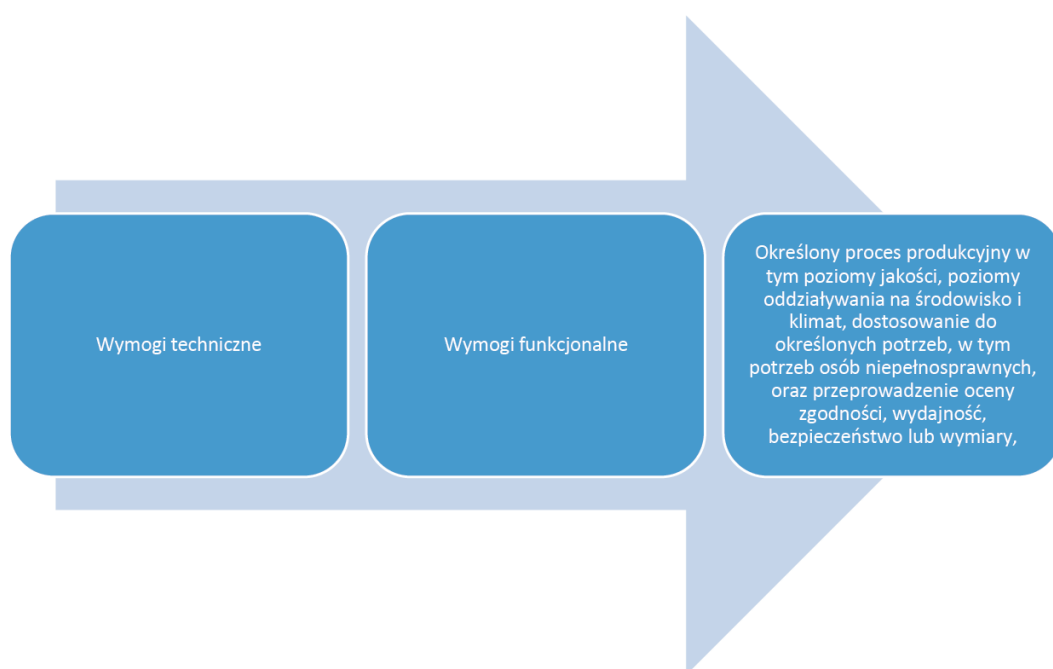 Wymogi techniczne
Wymogi funkcjonalne
Określony proces produkcyjny w
tym poziomy jakości, poziomy
oddziaływania na środowisko i
klimat, dostosowanie do
określonych potrzeb, w tym
potrzeb osób niepełnosprawnych,
oraz przeprowadzenie oceny
zgodności, wydajność,
bezpieczeństwo lub wymiary,